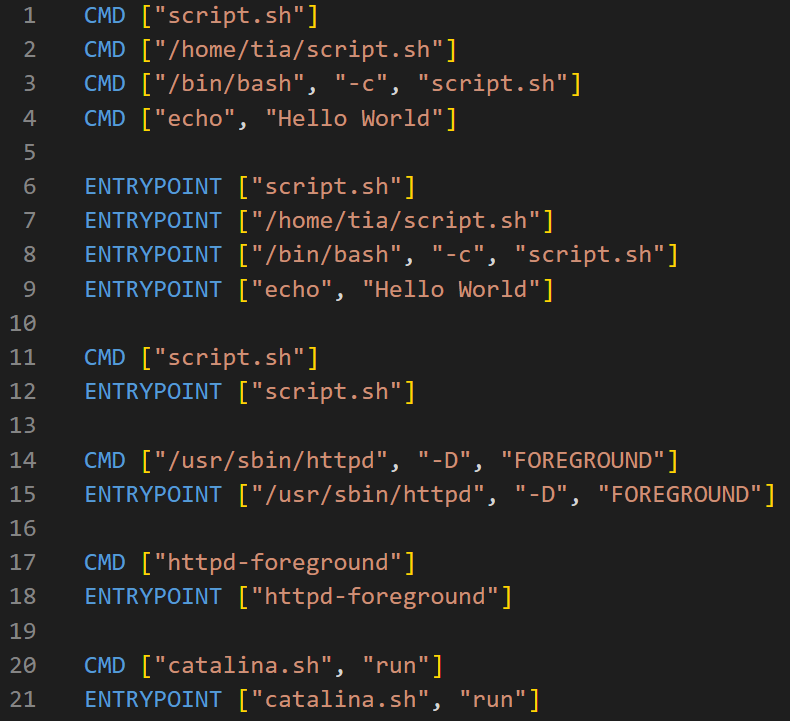 1 CMD ["script.sh"]
2 CMD ["/home/tia/script.sh"]
3 CMD ["/bin/bash", "-c", "script.sh"]
4 CMD ["echo", "Hello World"]
5
6 ENTRYPOINT ["script.sh"]
7 ENTRYPOINT ["/home/tia/script.sh"]
8 ENTRYPOINT ["/bin/bash", "-c", "script.sh"]
9 ENTRYPOINT ["echo", "Hello World"]
10
11 CMD ["script.sh"]
12 ENTRYPOINT ["script.sh"]
13
14 CMD ["/usr/sbin/httpd", "-D", "FOREGROUND"]
15 ENTRYPOINT ["/usr/sbin/httpd", "-D", "FOREGROUND"]
16
17 CMD ["httpd-foreground"]
18 ENTRYPOINT ["httpd-foreground"]
19
20 CMD ["catalina.sh", "run"]
21 ENTRYPOINT ["catalina.sh", "run"]